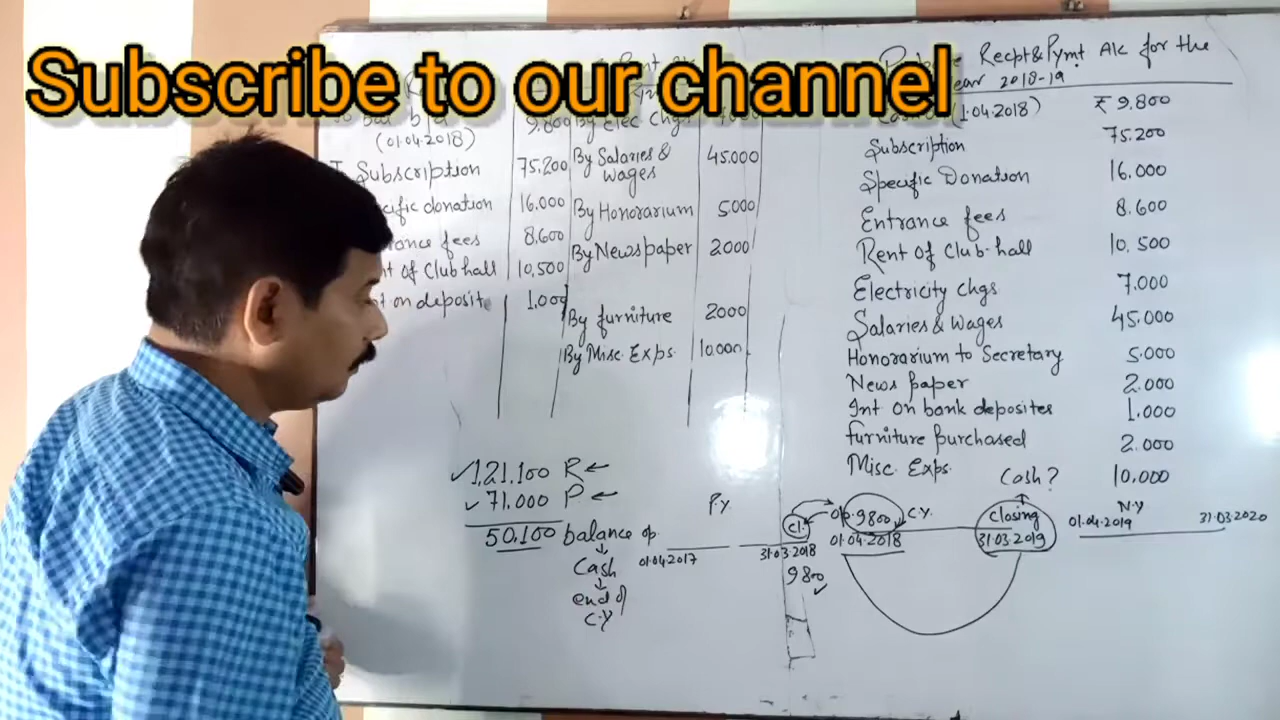 Subscribe to our channel
Recpt & Pymt A/c for the
year 2018-19
Bal b/d 9.800 By Elec Chgs
(01.04.2018)
Subscription 75,200 By Salaries & wages 45.000
cific donation 16.000 By Honorarium 5000
ance fees 8,600 By Newspaper 2000
nt of Club hall 10,500
t on deposit 1.000
By furniture 2000
By Misc. Exps. 10.000
1.04.2018) ₹ 9.800
Subscription 75.200
Specific Donation 16.000
Entrance fees 8.600
Rent of Club-hall 10.500
Electricity Chgs 7.000
Salaries & Wages 45.000
Honorarium to Secretary 5.000
News paper 2.000
Int on bank deposites 1.000
furniture purchased 2.000
Misc. Exps. 10,000
Cash?
1,21,100 R ←
71.000 P ←
50.100 balance of
↓
Cash
↓
end of
C.Y
P.Y.
01.04.2017
Cl.
31.03.2018
9800
op. 9800 C.Y.
01.04.2018
Closing
31.03.2019
N.Y
01.04.2019
31.03.2020